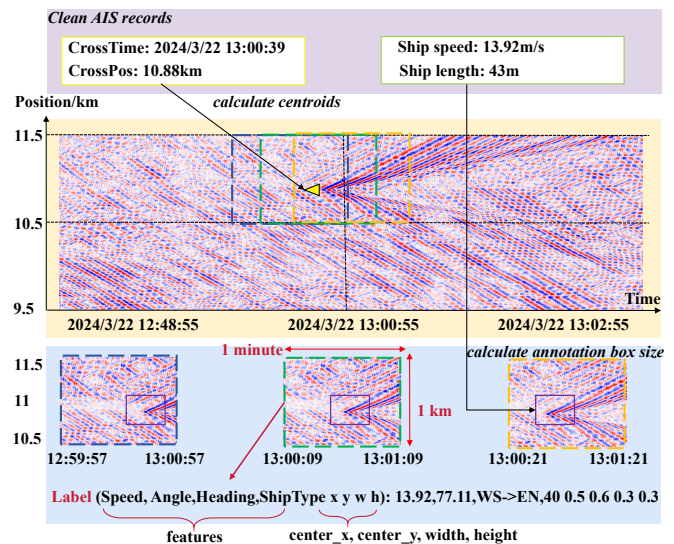 Clean AIS records
CrossTime: 2024/3/22 13:00:39
CrossPos: 10.88km
Ship speed: 13.92m/s
Ship length: 43m
Position/km
calculate centroids
11.5
10.5
9.5
Time
2024/3/22 12:48:55
2024/3/22 13:00:55
2024/3/22 13:02:55
1 minute
calculate annotation box size
11.5
11
10.5
1 km
12:59:57
13:00:57
13:00:09
13:01:09
13:00:21
13:01:21
Label (Speed, Angle,Heading,ShipType x y w h): 13.92,77.11,WS->EN,40 0.5 0.6 0.3 0.3
features
center_x, center_y, width, height